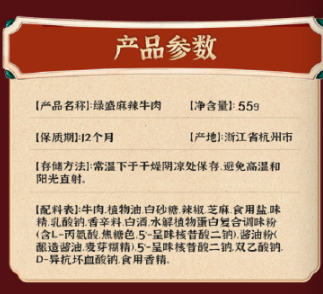 产品参数
[产品名称]:绿盛麻辣牛肉 [净含量]: 55g
[保质期]:12个月 [产地]:浙江省杭州市
[存储方法]:常温下于干燥阴凉处保存,避免高温和
阳光直射。
[配料表]:牛肉,植物油,白砂糖,辣椒,芝麻,食用盐,味
精,乳酸钠,香辛料,白酒,水解植物蛋白复合调味粉
(含L-丙氨酸,焦糖色,5'-呈味核苷酸二钠),酱油粉(
酿造酱油,麦芽糊精),5'-呈味核苷酸二钠,双乙酸钠,
D-异抗坏血酸钠,食用香精.